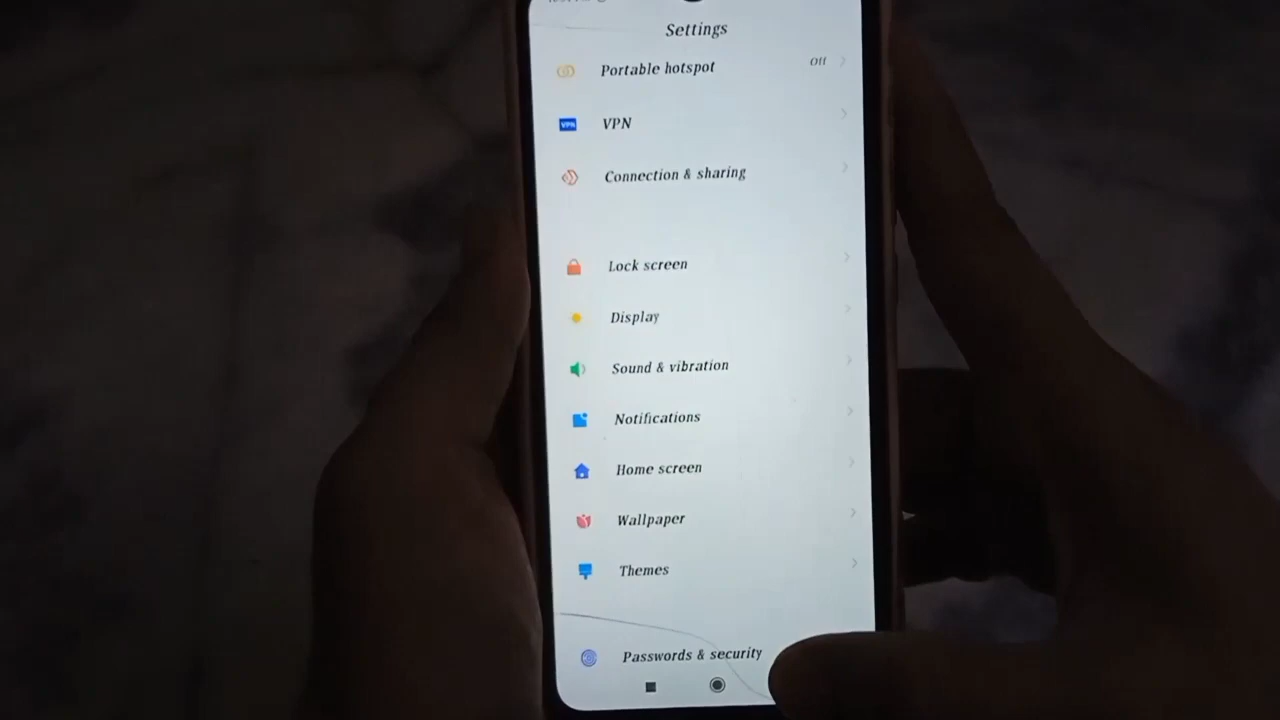 Settings
Portable hotspot Off
VPN VPN
Connection & sharing
Lock screen
Display
Sound & vibration
Notifications
Home screen
Wallpaper
Themes
Passwords & security